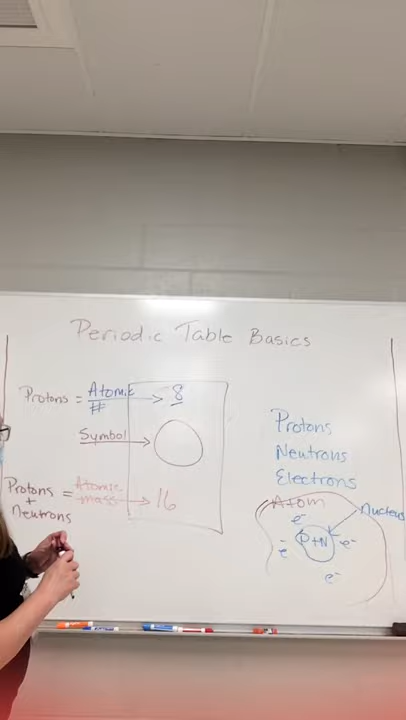 Periodic Table Basics
Protons = Atomic # → 8
Symbol → O
Protons + Neutrons = Atomic mass → 16
Protons
Neutrons
Electrons
Atom
Nucleus
e-
e- P+N e-
e-